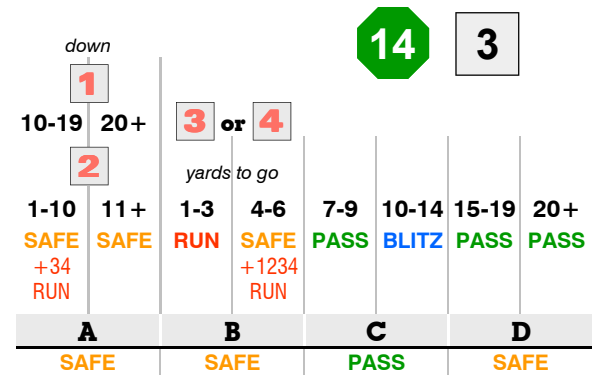 14 3
down
1
10-19 20+ 3 or 4
2
yards to go
1-10 11+ 1-3 4-6 7-9 10-14 15-19 20+
SAFE SAFE RUN SAFE PASS BLITZ PASS PASS
+34 +1234
RUN RUN
A B C D
SAFE SAFE PASS SAFE